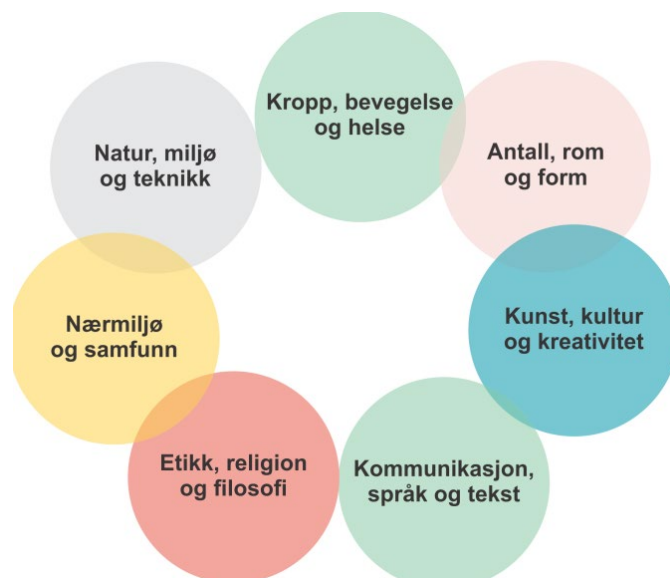 Kropp, bevegelse
og helse
Antall, rom
og form
Kunst, kultur
og kreativitet
Kommunikasjon,
språk og tekst
Etikk, religion
og filosofi
Nærmiljø
og samfunn
Natur, miljø
og teknikk